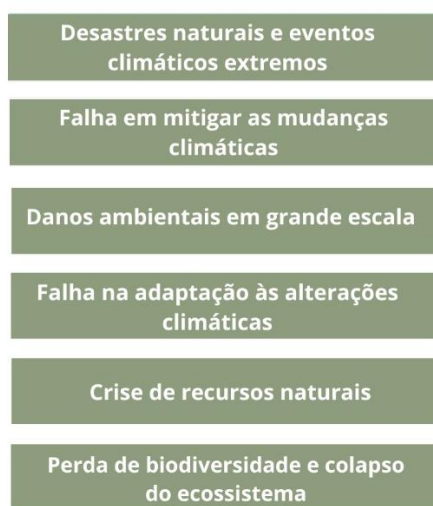 Desastres naturais e eventos
climáticos extremos
Falha em mitigar as mudanças
climáticas
Danos ambientais em grande escala
Falha na adaptação às alterações
climáticas
Crise de recursos naturais
Perda de biodiversidade e colapso
do ecossistema